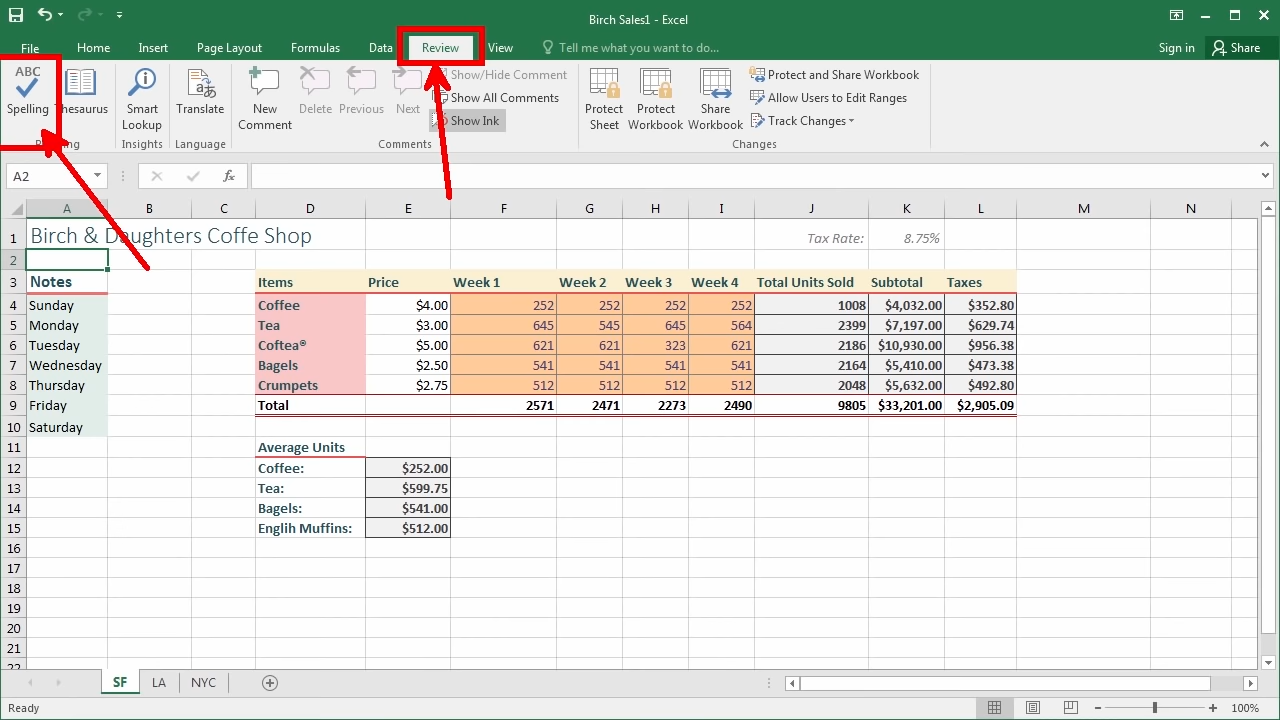 Birch Sales1 - Excel
File Home Insert Page Layout Formulas Data Review View Tell me what you want to do... Sign in Share
ABC
Spelling Thesaurus Smart Lookup Translate New Comment Delete Previous Next Show/Hide Comment Show All Comments Show Ink Protect Sheet Protect Workbook Share Workbook Protect and Share Workbook Allow Users to Edit Ranges Track Changes
Insights Language Comments Changes
A2 fx
A B C D E F G H I J K L M N
1 Birch & Daughters Coffe Shop Tax Rate: 8.75%
2
3 Notes Items Price Week 1 Week 2 Week 3 Week 4 Total Units Sold Subtotal Taxes
4 Sunday Coffee $4.00 252 252 252 252 1008 $4,032.00 $352.80
5 Monday Tea $3.00 645 545 645 564 2399 $7,197.00 $629.74
6 Tuesday Coftea® $5.00 621 621 323 621 2186 $10,930.00 $956.38
7 Wednesday Bagels $2.50 541 541 541 541 2164 $5,410.00 $473.38
8 Thursday Crumpets $2.75 512 512 512 512 2048 $5,632.00 $492.80
9 Friday Total 2571 2471 2273 2490 9805 $33,201.00 $2,905.09
10 Saturday
11 Average Units
12 Coffee: $252.00
13 Tea: $599.75
14 Bagels: $541.00
15 Englih Muffins: $512.00
16
17
18
19
20
21
22
SF LA NYC
Ready 100%